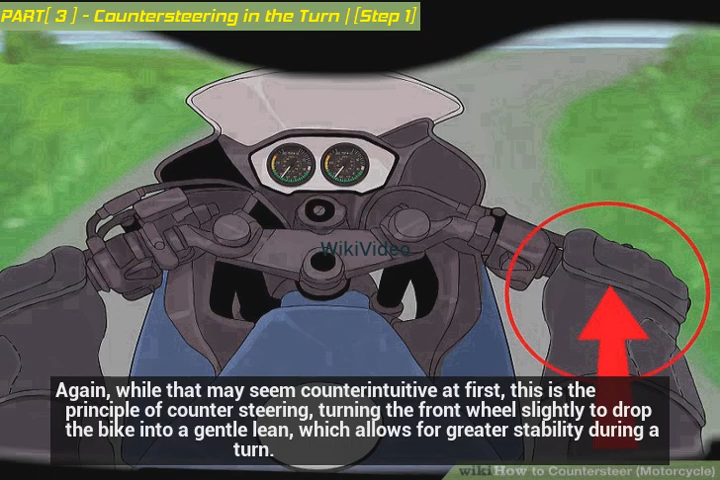 PART[ 3 ] - Countersteering in the Turn | [Step 1]
WikiVideo
Again, while that may seem counterintuitive at first, this is the
principle of counter steering, turning the front wheel slightly to drop
the bike into a gentle lean, which allows for greater stability during a
turn.
wikiHow to Countersteer (Motorcycle)